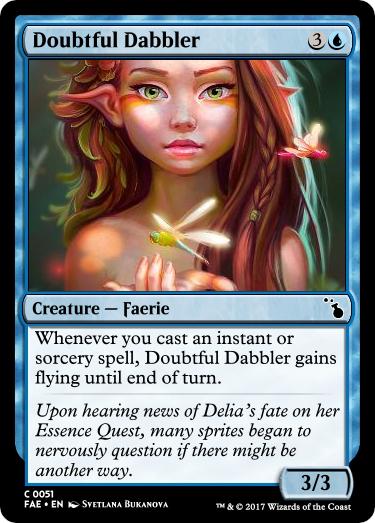 Doubtful Dabbler 3
Creature — Faerie
Whenever you cast an instant or
sorcery spell, Doubtful Dabbler gains
flying until end of turn.
Upon hearing news of Delia's fate on her
Essence Quest, many sprites began to
nervously question if there might be
another way.
3/3
C 0051
FAE • EN Svetlana Bukanova
™ & © 2017 Wizards of the Coast